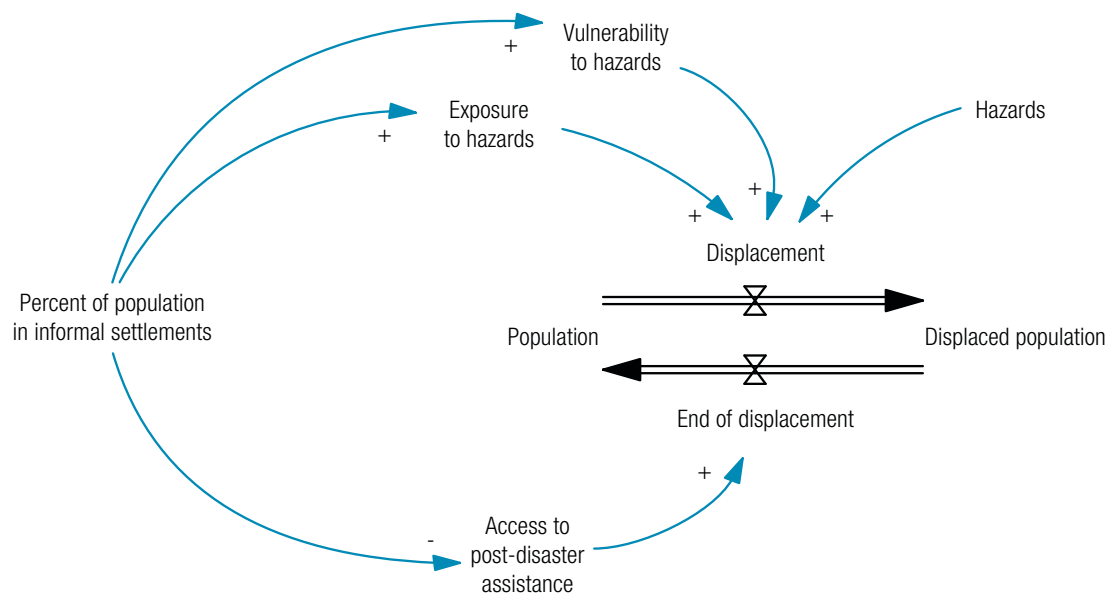 Vulnerability
to hazards
+
Exposure
to hazards
+
Hazards
+
+
+
Displacement
Percent of population
in informal settlements
Population
Displaced population
End of displacement
+
-
Access to
post-disaster
assistance